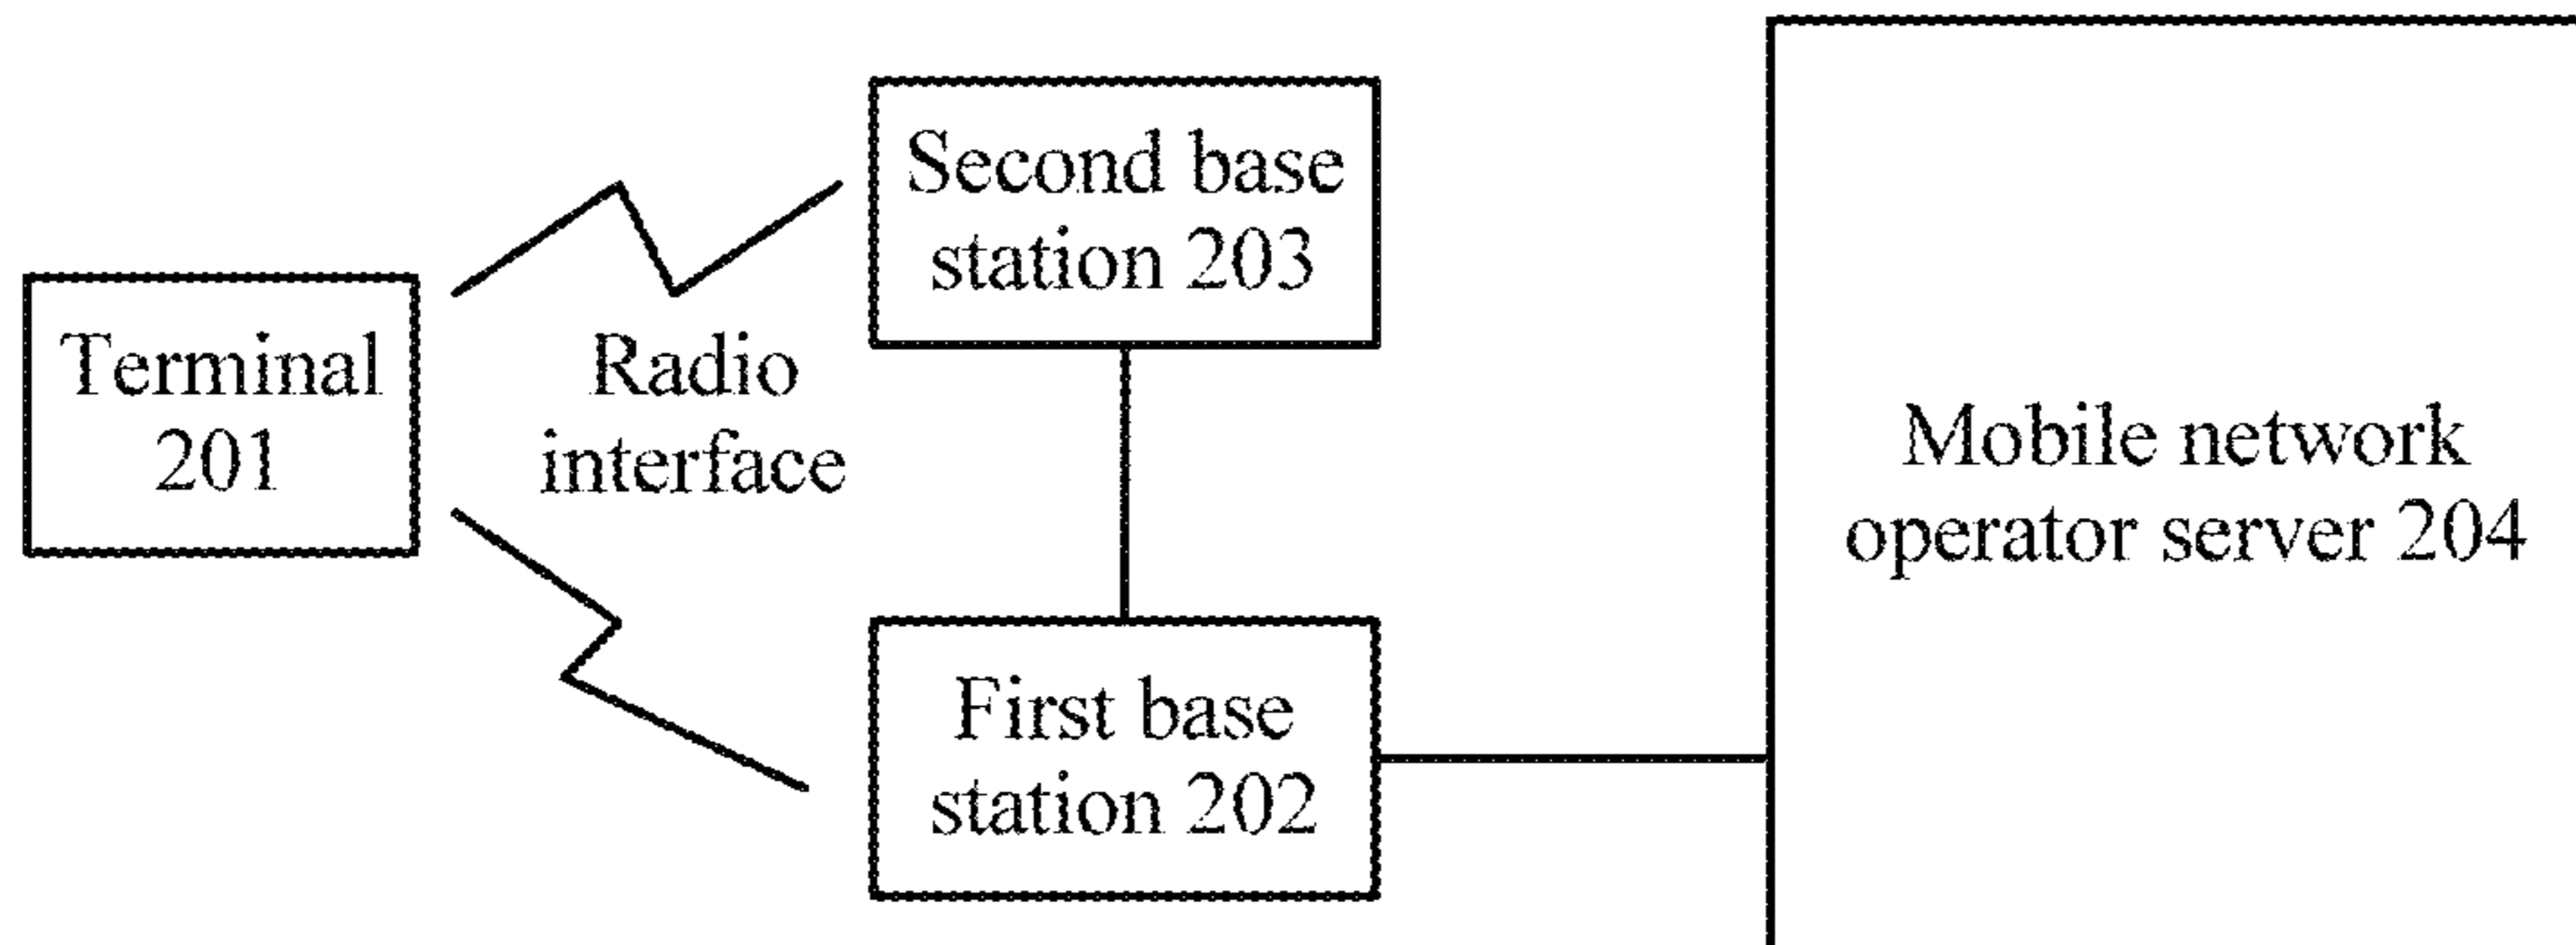 Second base
station 203
Terminal
201
Radio
interface
Mobile network
operator server 204
First base
station 202